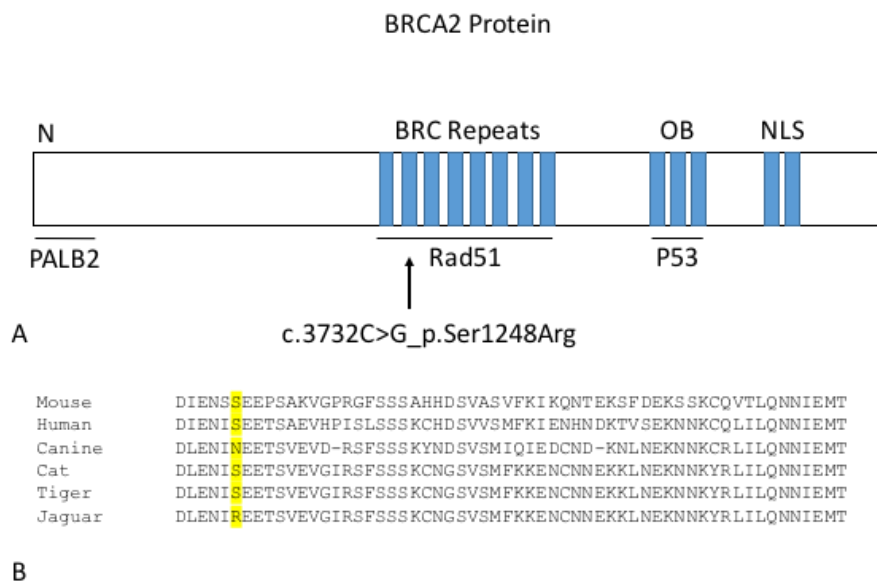 BRCA2 Protein
N BRC Repeats OB NLS
PALB2 Rad51 P53
c.3732C>G_p.Ser1248Arg
A
Mouse DIENSSEEPSAKVGPRGFSSSAHHDSVASVFKIKQNTEKSFDEKSSKCQVTLQNNIEMT
Human DIENISEETSAEVHPISLSSSKCHDSVVSMFKIENHNDKTVSEKNNKCQLILQNNIEMT
Canine DLENINEETSVEVD-RSFSSSKYNDSVSMIQIEDCND-KNLNEKNNKCRLILQNNIEMT
Cat DLENISEETSVEVGIRSFSSSKCNGSVSMFKKENCNNEKKLNEKNNKYRLILQNNIEMT
Tiger DLENISEETSVEVGIRSFSSSKCNGSVSMFKKENCNNEKKLNEKNNKYRLILQNNIEMT
Jaguar DLENIREETSVEVGIRSFSSSKCNGSVSMFKKENCNNEKKLNEKNNKYRLILQNNIEMT
B